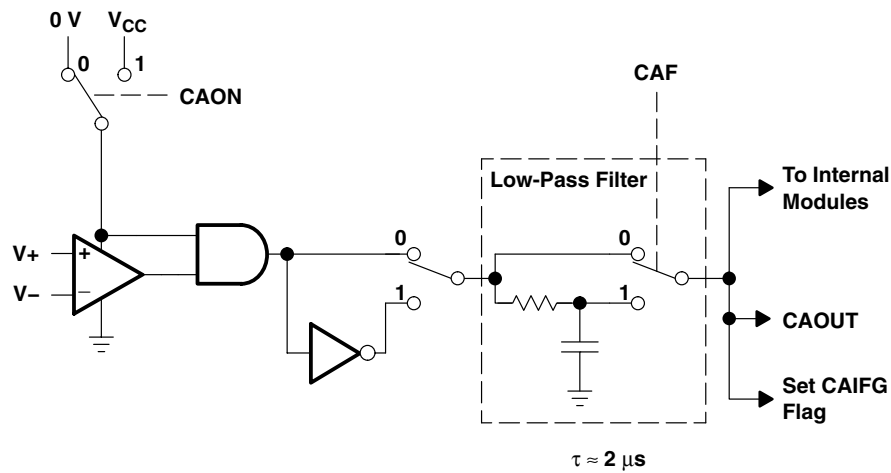 0 V
VCC
0
1
CAON
CAF
Low-Pass Filter
To Internal
Modules
V+
+
0
0
V−
−
1
1
CAOUT
Set CAIFG
Flag
τ ≈ 2 μs